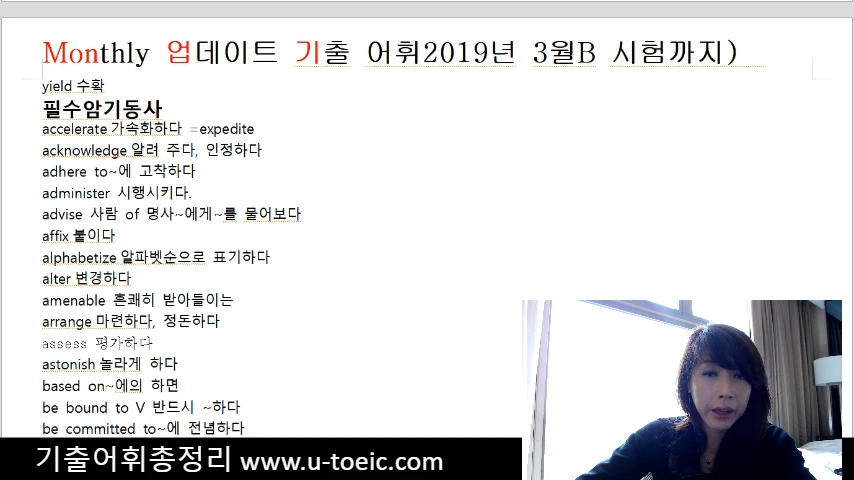 Monthly 업데이트 기출 어휘2019년 3월B 시험까지)
yield 수확
필수암기동사
accelerate 가속화하다 =expedite
acknowledge 알려 주다, 인정하다
adhere to~에 고착하다
administer 시행시키다.
advise 사람 of 명사~에게~를 물어보다
affix 붙이다
alphabetize 알파벳순으로 표기하다
alter 변경하다
amenable 흔쾌히 받아들이는
arrange 마련하다, 정돈하다
assess 평가하다
astonish 놀라게 하다
based on~에의 하면
be bound to V 반드시 ~하다
be committed to~에 전념하다
기출어휘총정리 www.u-toeic.com